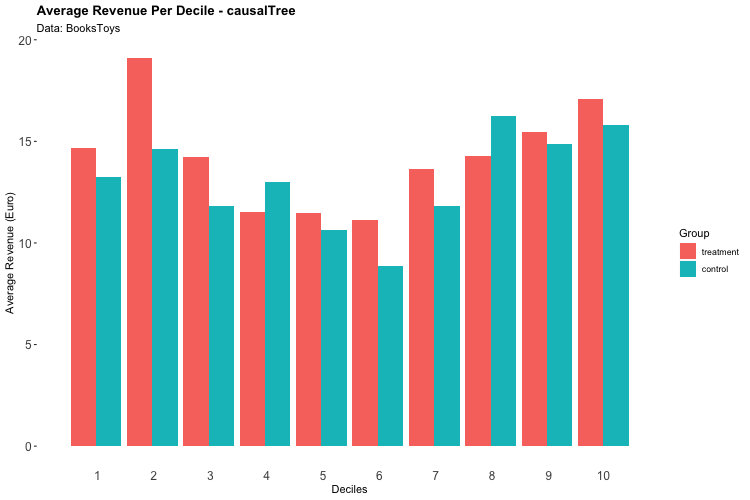 Average Revenue Per Decile - causalTree
Data: BooksToys
20
15
10
5
0
Average Revenue (Euro)
1 2 3 4 5 6 7 8 9 10
Deciles
Group
treatment
control